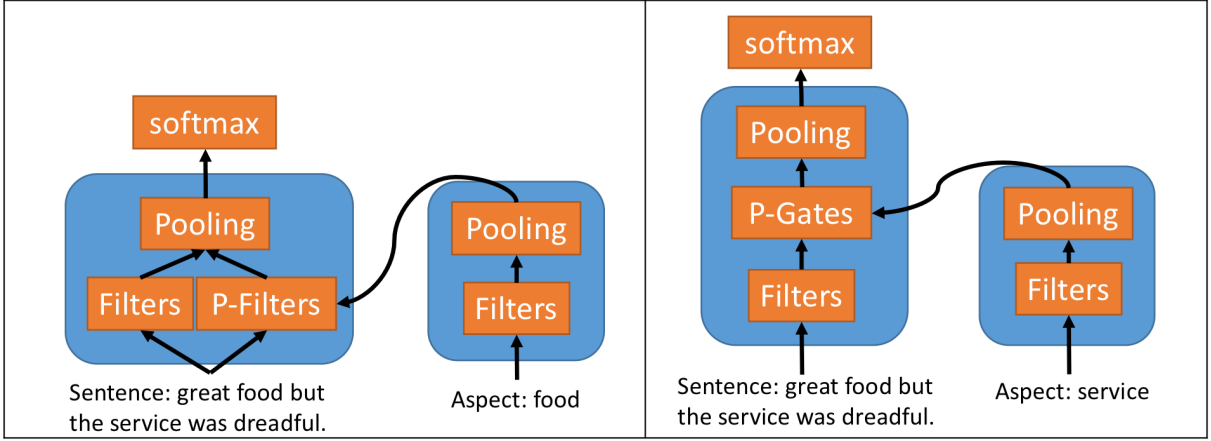 softmax
Pooling
Filters
P-Filters
Sentence: great food but
the service was dreadful.
Pooling
Filters
Aspect: food
softmax
Pooling
P-Gates
Filters
Sentence: great food but
the service was dreadful.
Pooling
Filters
Aspect: service